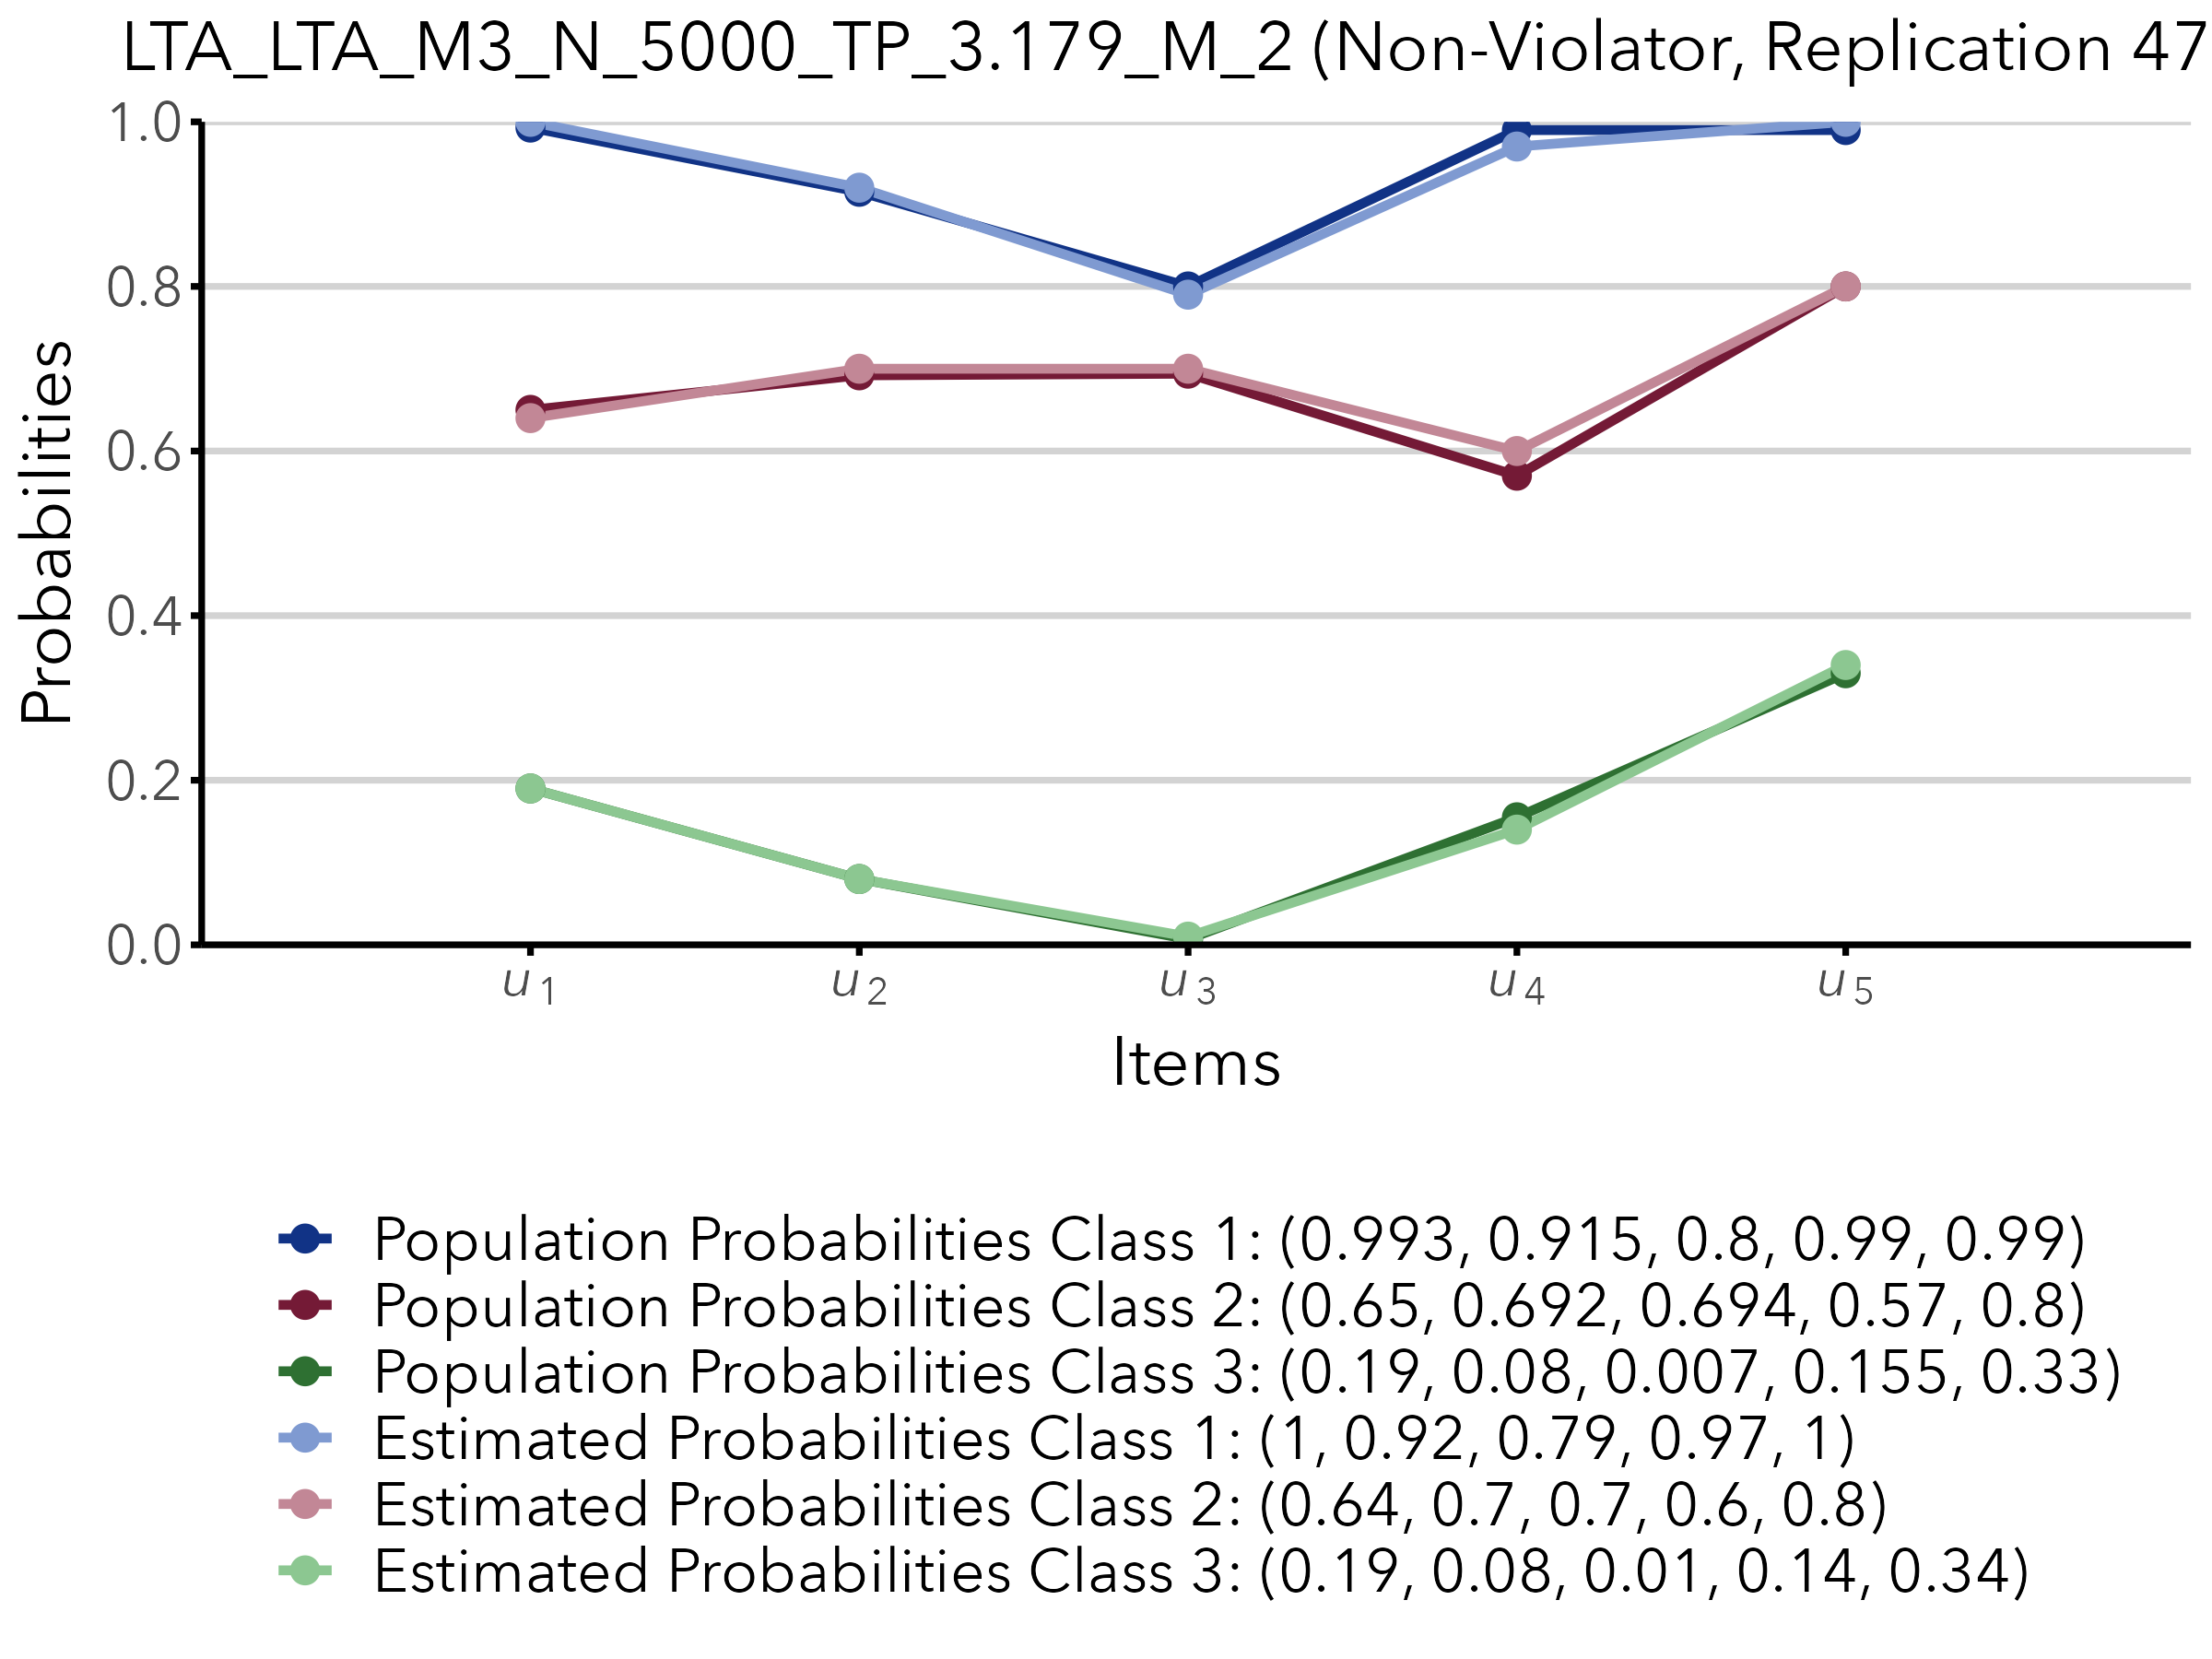 LTA_LTA_M3_N_5000_TP_3.179_M_2 (Non-Violator, Replication 47
1.0
0.8
0.6
0.4
0.2
0.0
Probabilities
u1 u2 u3 u4 u5
Items
Population Probabilities Class 1: (0.993, 0.915, 0.8, 0.99, 0.99)
Population Probabilities Class 2: (0.65, 0.692, 0.694, 0.57, 0.8)
Population Probabilities Class 3: (0.19, 0.08, 0.007, 0.155, 0.33)
Estimated Probabilities Class 1: (1, 0.92, 0.79, 0.97, 1)
Estimated Probabilities Class 2: (0.64, 0.7, 0.7, 0.6, 0.8)
Estimated Probabilities Class 3: (0.19, 0.08, 0.01, 0.14, 0.34)